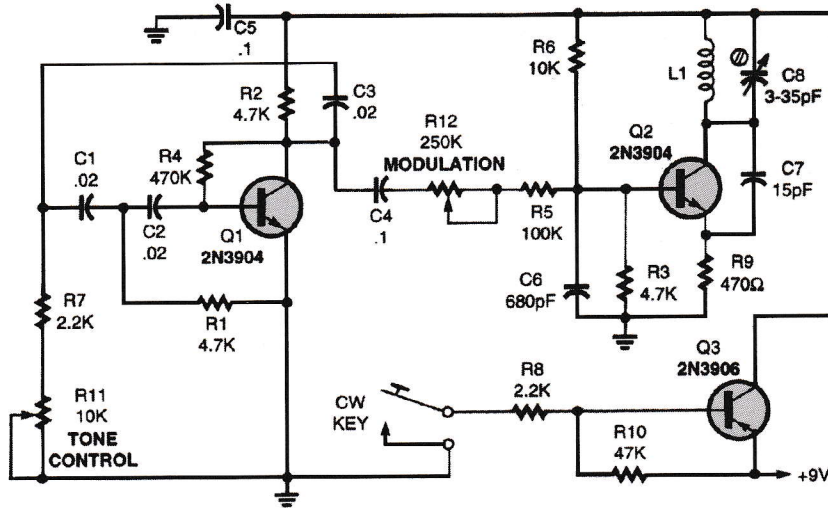 C5
.1
R2
4.7K
C3
.02
R6
10K
L1
C8
3-35pF
R12
250K
MODULATION
Q2
2N3904
C1
.02
R4
470K
C7
15pF
C2
.02
Q1
2N3904
C4
.1
R5
100K
C6
680pF
R3
4.7K
R9
470Ω
R7
2.2K
R1
4.7K
Q3
2N3906
R8
2.2K
CW
KEY
R11
10K
TONE
CONTROL
R10
47K
+9V